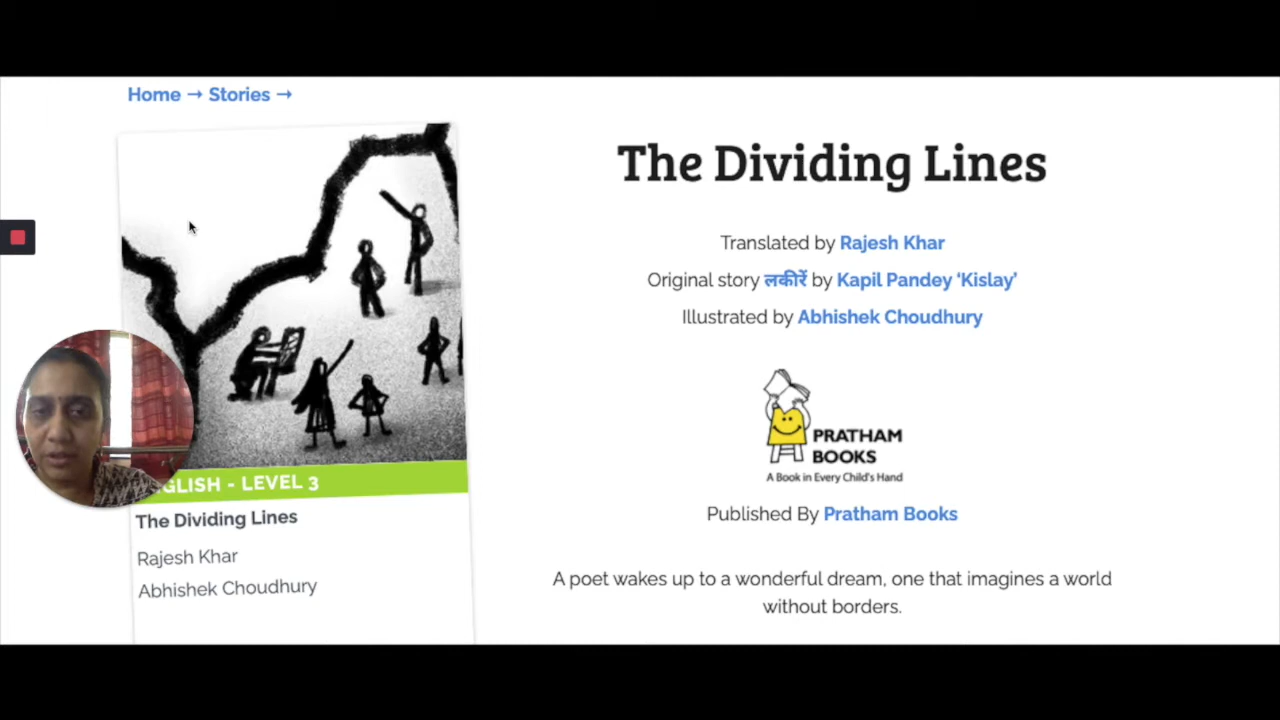 Home → Stories →
The Dividing Lines
Translated by Rajesh Khar
Original story लकीरें by Kapil Pandey ‘Kislay’
Illustrated by Abhishek Choudhury
PRATHAM
BOOKS
A Book in Every Child's Hand
Published By Pratham Books
A poet wakes up to a wonderful dream, one that imagines a world
without borders.
GLISH - LEVEL 3
The Dividing Lines
Rajesh Khar
Abhishek Choudhury